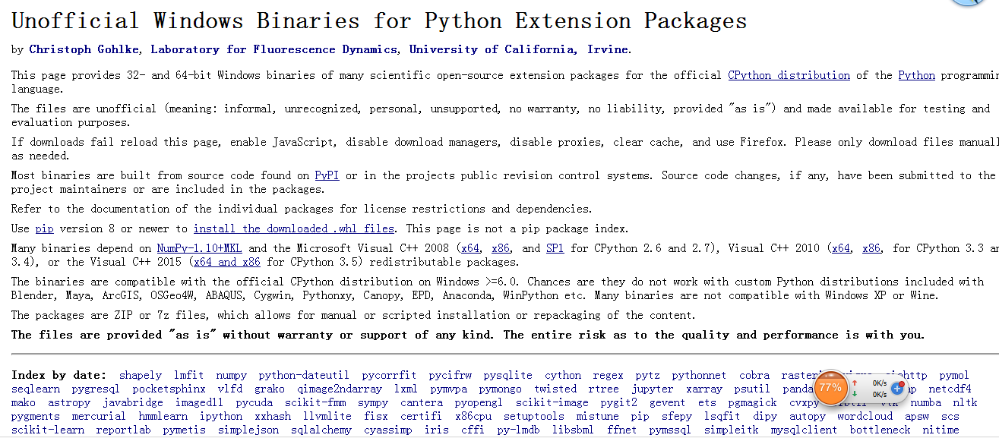 Unofficial Windows Binaries for Python Extension Packages
by Christoph Gohlke, Laboratory for Fluorescence Dynamics, University of California, Irvine.
This page provides 32- and 64-bit Windows binaries of many scientific open-source extension packages for the official CPython distribution of the Python
language.
The files are unofficial (meaning: informal, unrecognized, personal, unsupported, no warranty, no liability, provided "as is") and made available for testing and
evaluation purposes.
If downloads fail reload this page, enable JavaScript, disable download managers, disable proxies, clear cache, and use Firefox. Please only download files
as needed.
Most binaries are built from source code found on PyPI or in the projects public revision control systems. Source code changes, if any, have been submitted to the
project maintainers or are included in the packages.
Refer to the documentation of the individual packages for license restrictions and dependencies.
Use pip version 8 or newer to install the downloaded .whl files. This page is not a pip package index.
Many binaries depend on NumPy-1.10+MKL and the Microsoft Visual C++ 2008 (x64, x86, and SP1 for CPython 2.6 and 2.7), Visual C++ 2010 (x64, x86, for CPython 3.3
3.4), or the Visual C++ 2015 (x64 and x86 for CPython 3.5) redistributable packages.
The binaries are compatible with the official CPython distribution on Windows >=6.0. Chances are they do not work with custom Python distributions included with
Blender, Maya, ArcGIS, OSGeo4W, ABAQUS, Cygwin, Pythonxy, Canopy, EPD, Anaconda, WinPython etc. Many binaries are not compatible with Windows XP or Wine.
The packages are ZIP or 7z files, which allows for manual or scripted installation or repackaging of the content.
The files are provided "as is" without warranty or support of any kind. The entire risk as to the quality and performance is with you.
Index by date: shapely lmfit numpy python-dateutil pycorrfit pycifrw pysqlite cython regex pytz pythonnet cobra pymol
seqlearn pygresql pocketsphinx vlfd grako qimage2ndarray lxml pymvpa pymongo twisted rtree jupyter xarray psutil netcdf4
mako astropy javabridge imagedll pycuda scikit-fmm sympy cantera pyopengl scikit-image pygit2 gevent ets pgmagick cvxpy numba nltk
pygments mercurial hmmlearn ipython xxhash llvmlite fisx certifi x86cpu setuptools mistune pip sfepy lsqfit dipy autopy wordcloud apsw scs
scikit-learn reportlab pymetis simplejson sqlalchemy cyassimp iris cffi py-lmdb libsbml ffnet pymssql simpleitk mysqlclient bottleneck nitime
77%
0K/s
0K/s